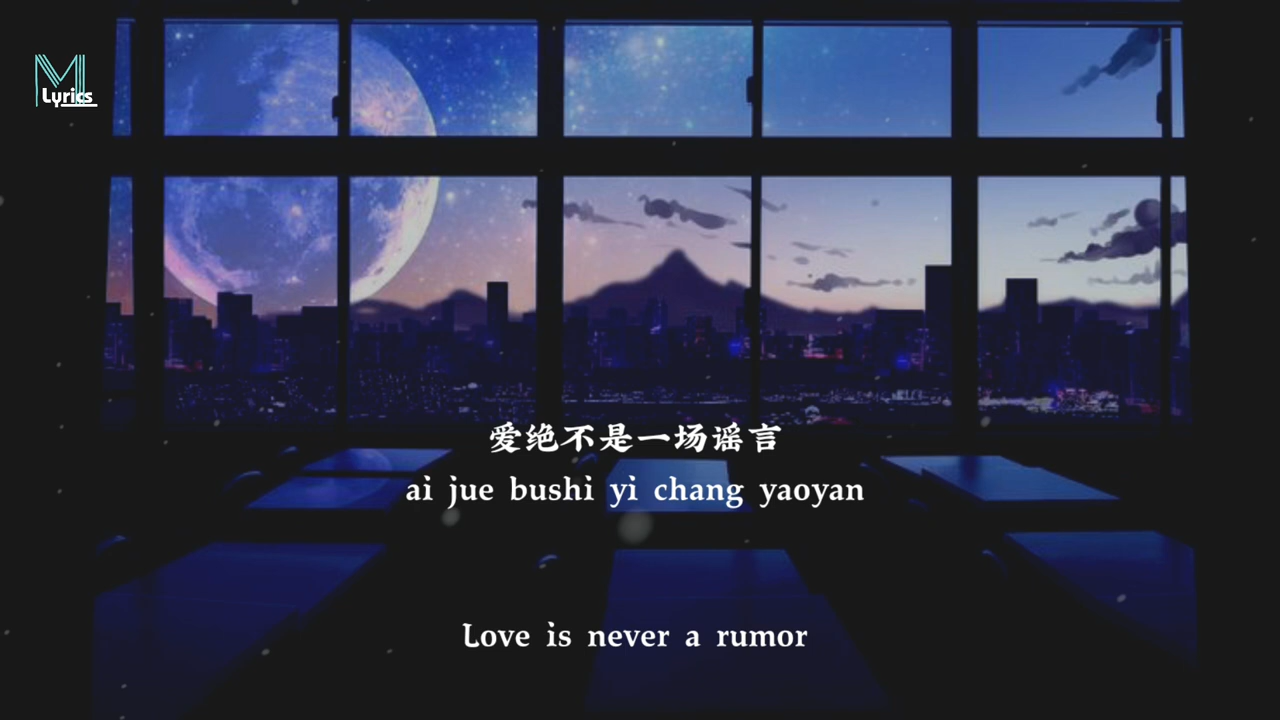 M
Lyrics
爱绝不是一场谣言
ai jue bushi yi chang yaoyan
Love is never a rumor